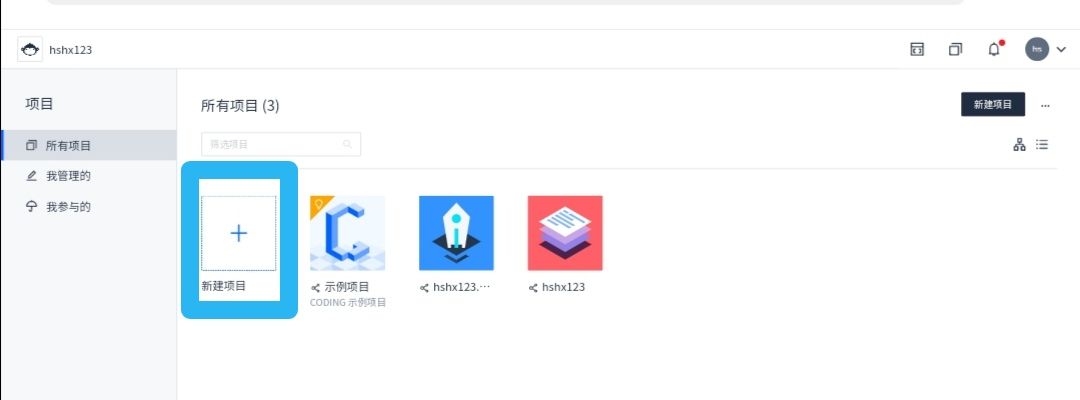 hshx123
hs
项目
所有项目
我管理的
我参与的
所有项目 (3)
新建项目
...
筛选项目
新建项目
示例项目
CODING 示例项目
hshx123.···
hshx123